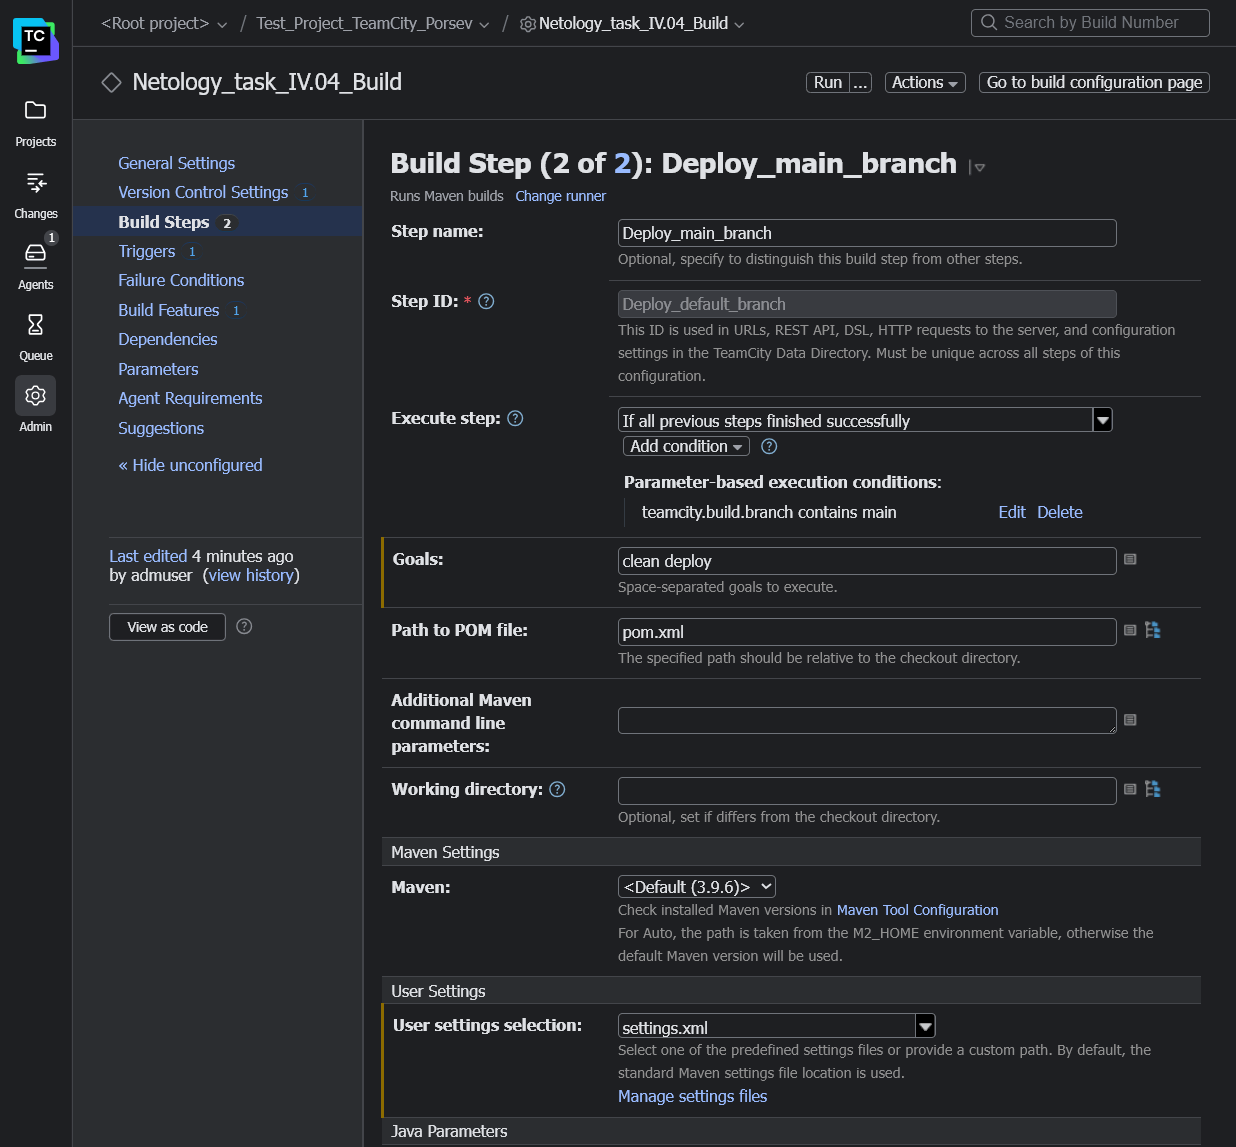 TC
<Root project> / Test_Project_TeamCity_Porsev / Netology_task_IV.04_Build
Search by Build Number
Netology_task_IV.04_Build
Run ... Actions Go to build configuration page
Projects
Changes
1
Agents
Queue
Admin
General Settings
Version Control Settings 1
Build Steps 2
Triggers 1
Failure Conditions
Build Features 1
Dependencies
Parameters
Agent Requirements
Suggestions
« Hide unconfigured
Last edited 4 minutes ago
by admuser (view history)
View as code ?
Build Step (2 of 2): Deploy_main_branch
Runs Maven builds Change runner
Step name: Deploy_main_branch
Optional, specify to distinguish this build step from other steps.
Step ID: * ? Deploy_default_branch
This ID is used in URLs, REST API, DSL, HTTP requests to the server, and configuration
settings in the TeamCity Data Directory. Must be unique across all steps of this
configuration.
Execute step: ? If all previous steps finished successfully
Add condition ?
Parameter-based execution conditions:
teamcity.build.branch contains main Edit Delete
Goals: clean deploy
Space-separated goals to execute.
Path to POM file: pom.xml
The specified path should be relative to the checkout directory.
Additional Maven
command line
parameters:
Working directory: ?
Optional, set if differs from the checkout directory.
Maven Settings
Maven: <Default (3.9.6)>
Check installed Maven versions in Maven Tool Configuration
For Auto, the path is taken from the M2_HOME environment variable, otherwise the
default Maven version will be used.
User Settings
User settings selection: settings.xml
Select one of the predefined settings files or provide a custom path. By default, the
standard Maven settings file location is used.
Manage settings files
Java Parameters